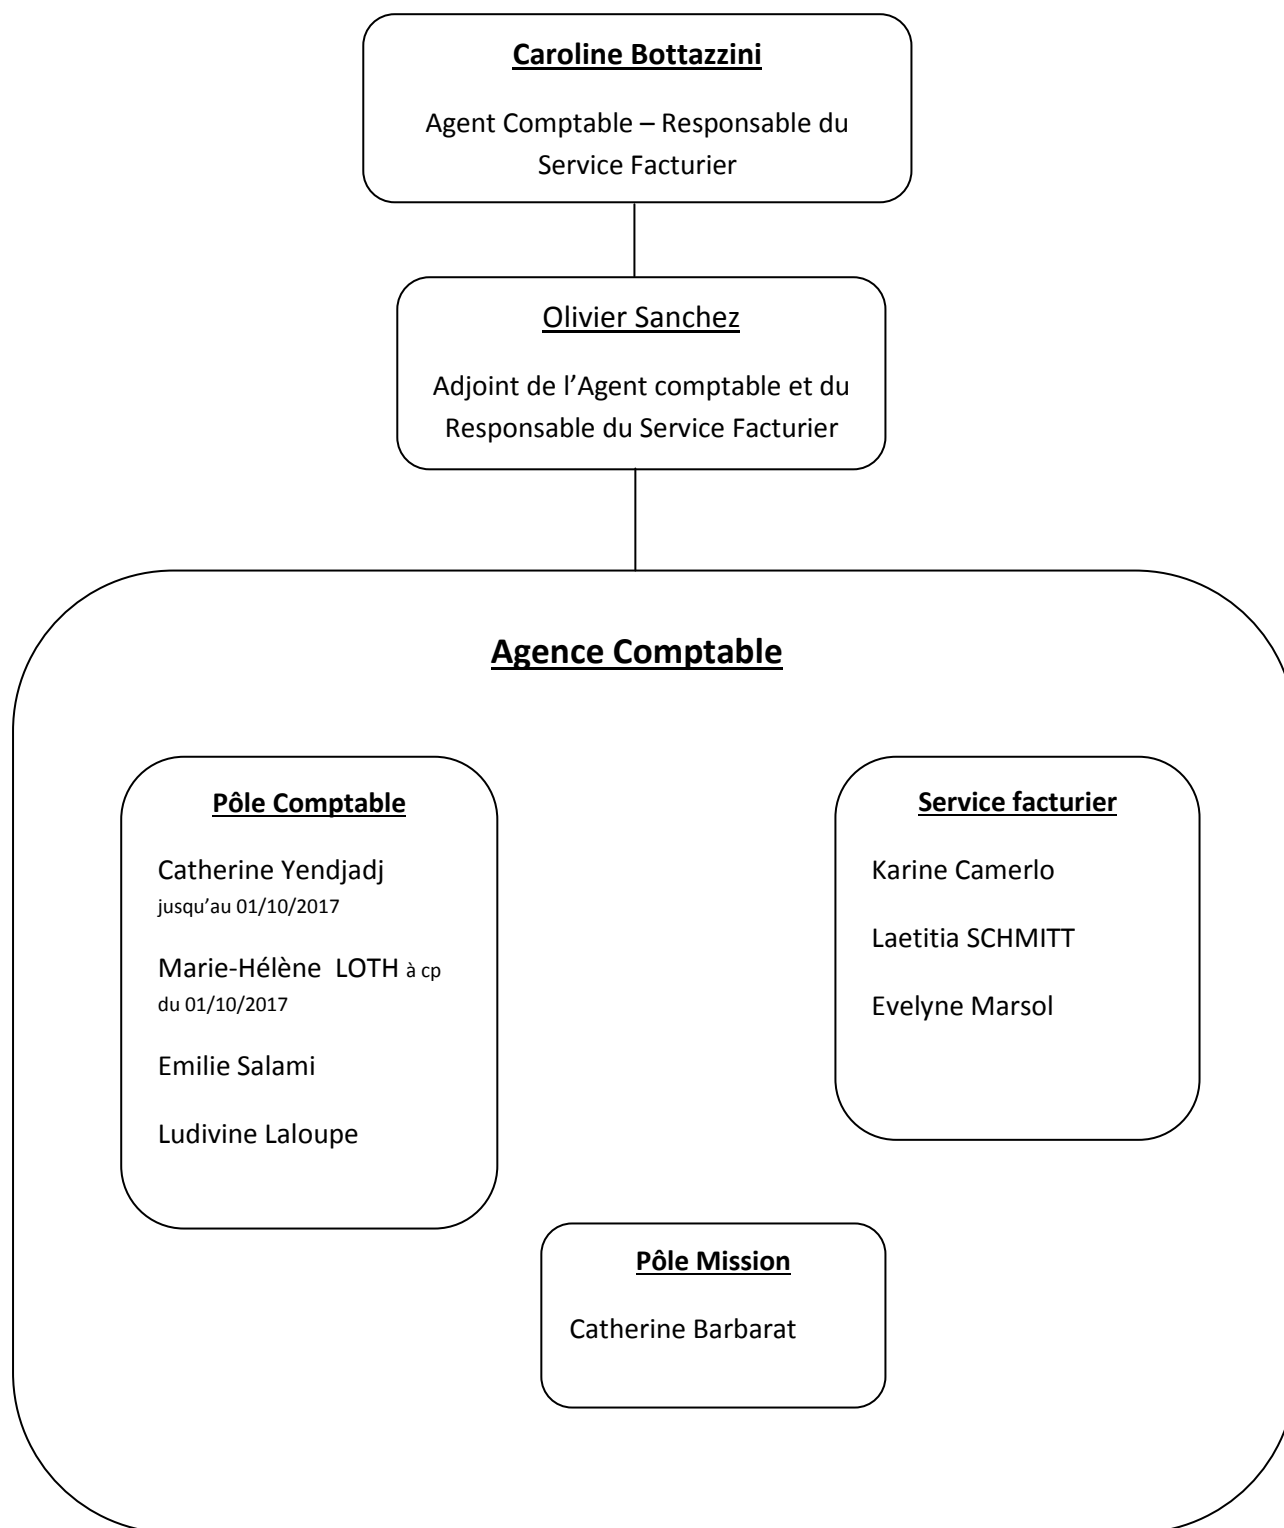 Caroline Bottazzini
Agent Comptable – Responsable du
Service Facturier
Olivier Sanchez
Adjoint de l’Agent comptable et du
Responsable du Service Facturier
Agence Comptable
Pôle Comptable
Catherine Yendjadj
jusqu’au 01/10/2017
Marie-Hélène LOTH à cp
du 01/10/2017
Emilie Salami
Ludivine Laloupe
Service facturier
Karine Camerlo
Laetitia SCHMITT
Evelyne Marsol
Pôle Mission
Catherine Barbarat